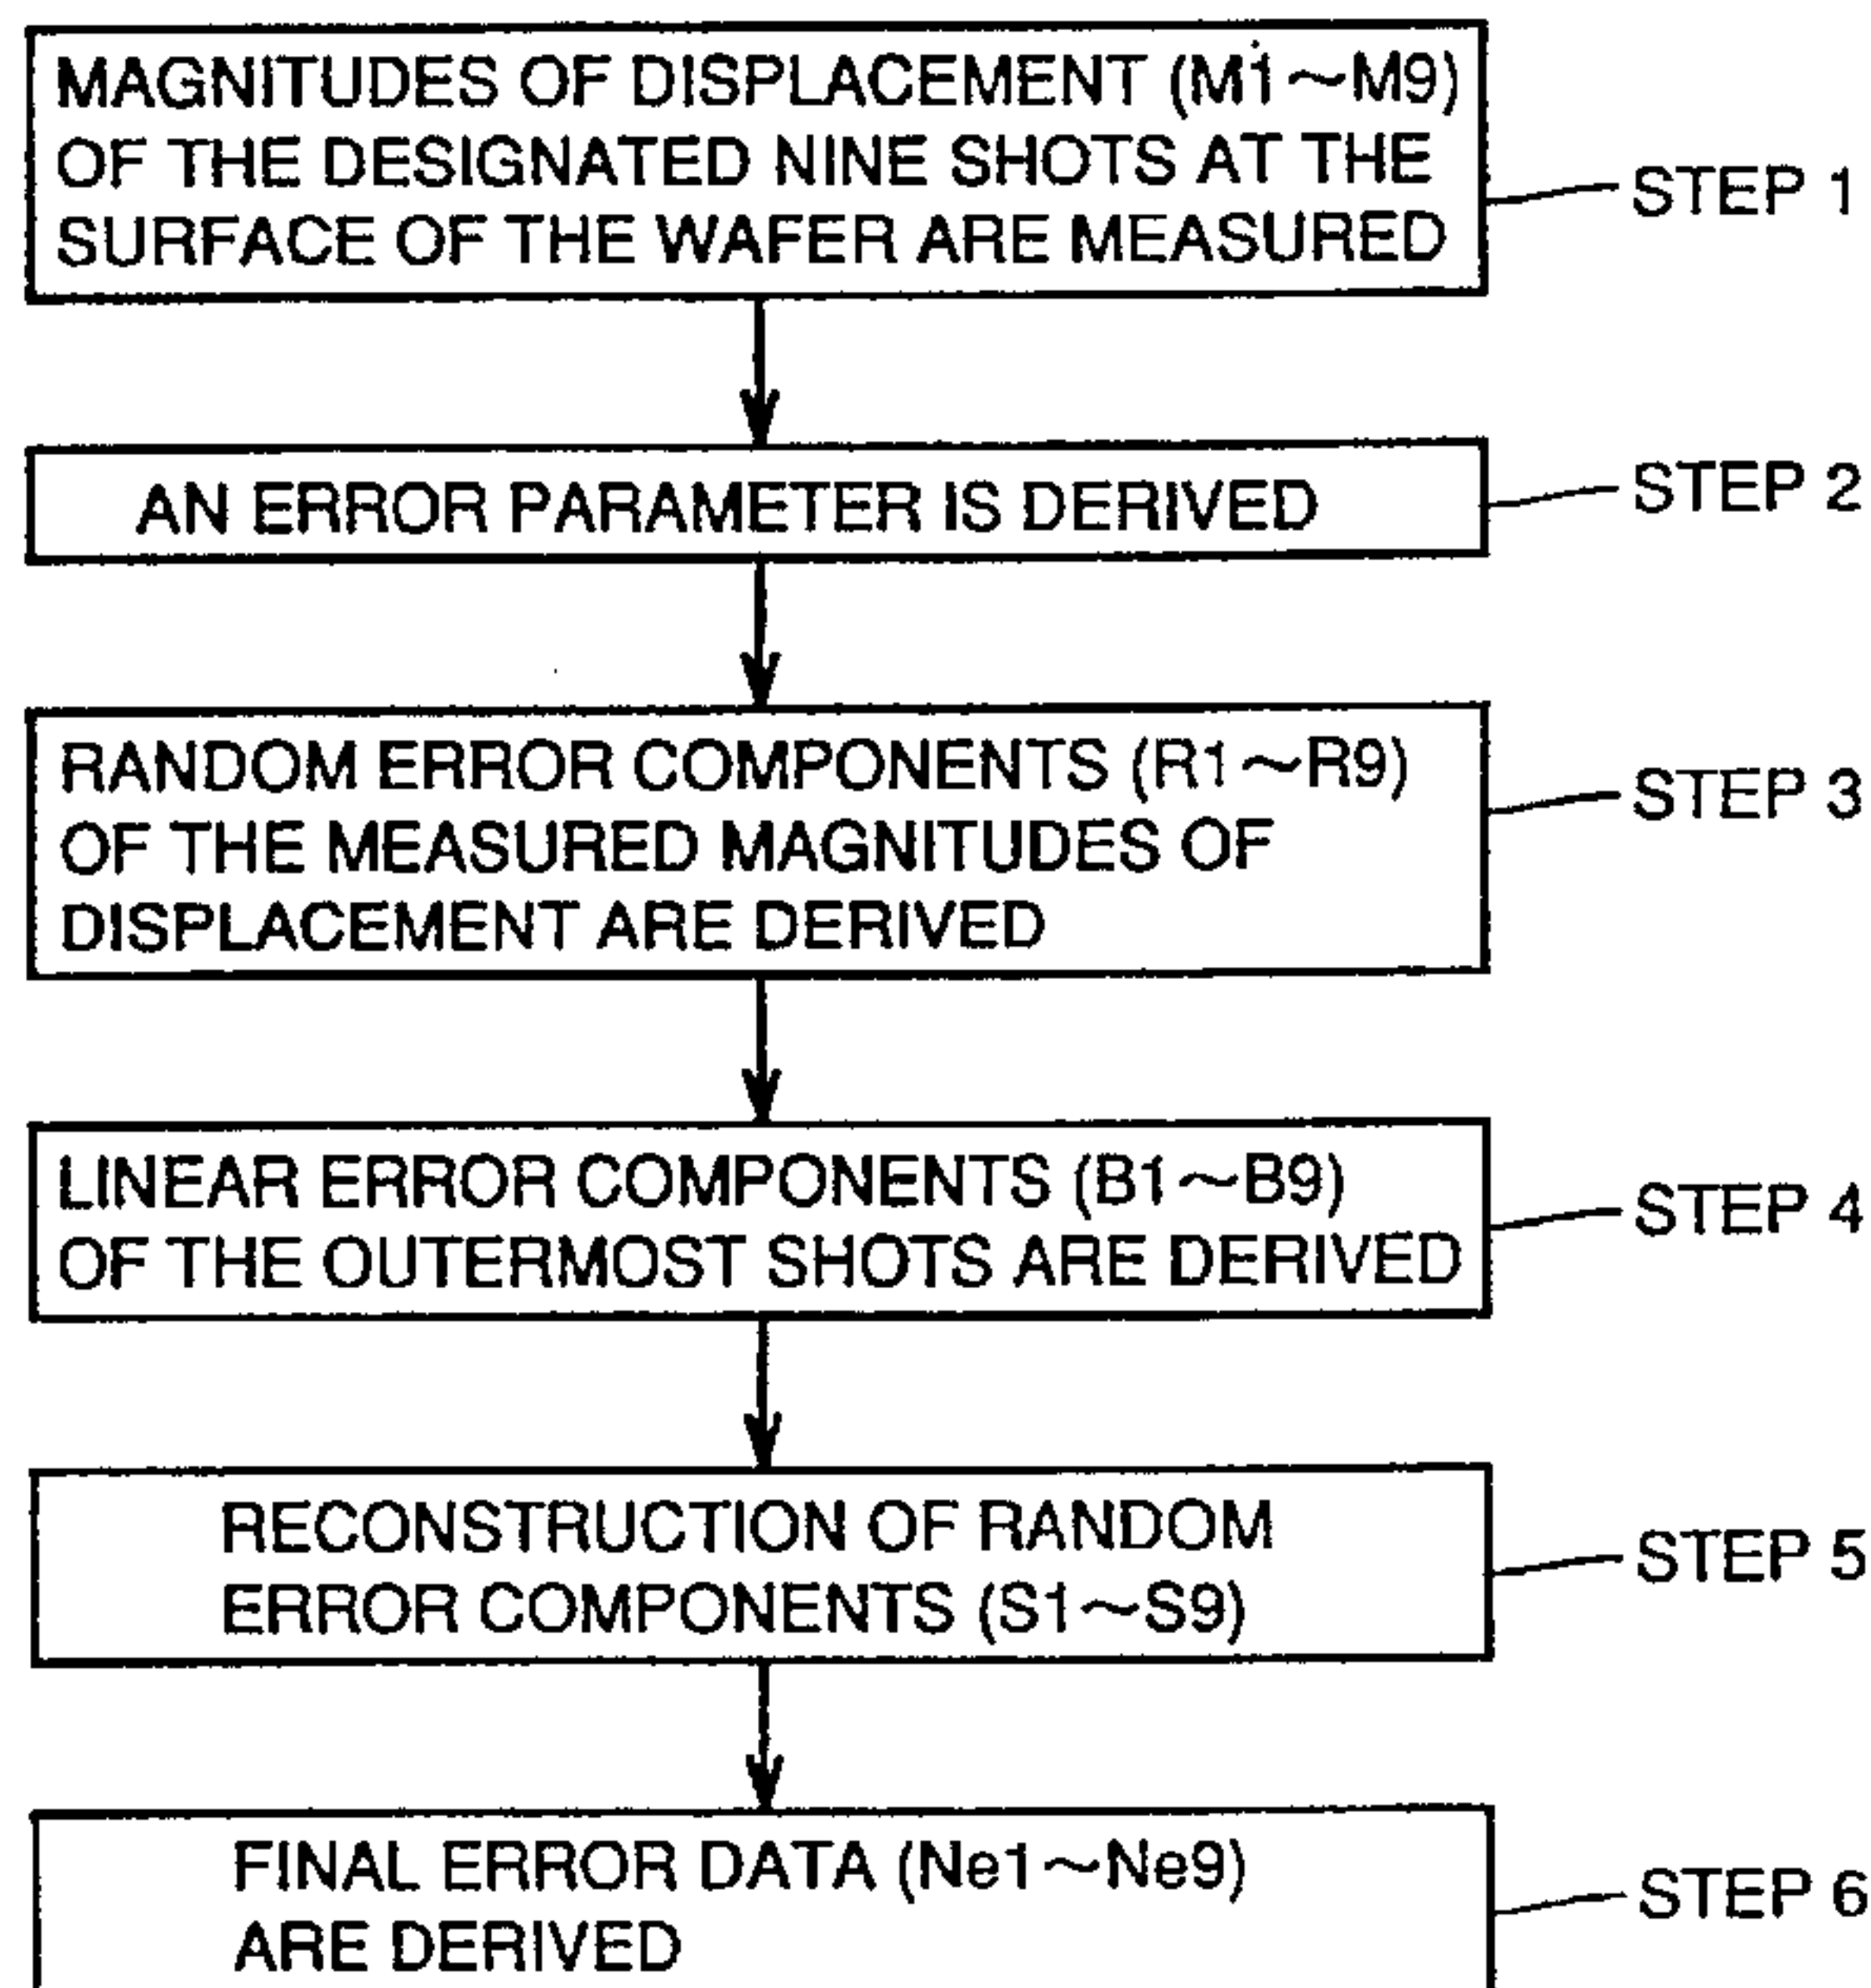 MAGNITUDES OF DISPLACEMENT (M1~M9)
OF THE DESIGNATED NINE SHOTS AT THE
SURFACE OF THE WAFER ARE MEASURED
STEP 1
AN ERROR PARAMETER IS DERIVED
STEP 2
RANDOM ERROR COMPONENTS (R1~R9)
OF THE MEASURED MAGNITUDES OF
DISPLACEMENT ARE DERIVED
STEP 3
LINEAR ERROR COMPONENTS (B1~B9)
OF THE OUTERMOST SHOTS ARE DERIVED
STEP 4
RECONSTRUCTION OF RANDOM
ERROR COMPONENTS (S1~S9)
STEP 5
FINAL ERROR DATA (Ne1~Ne9)
ARE DERIVED
STEP 6